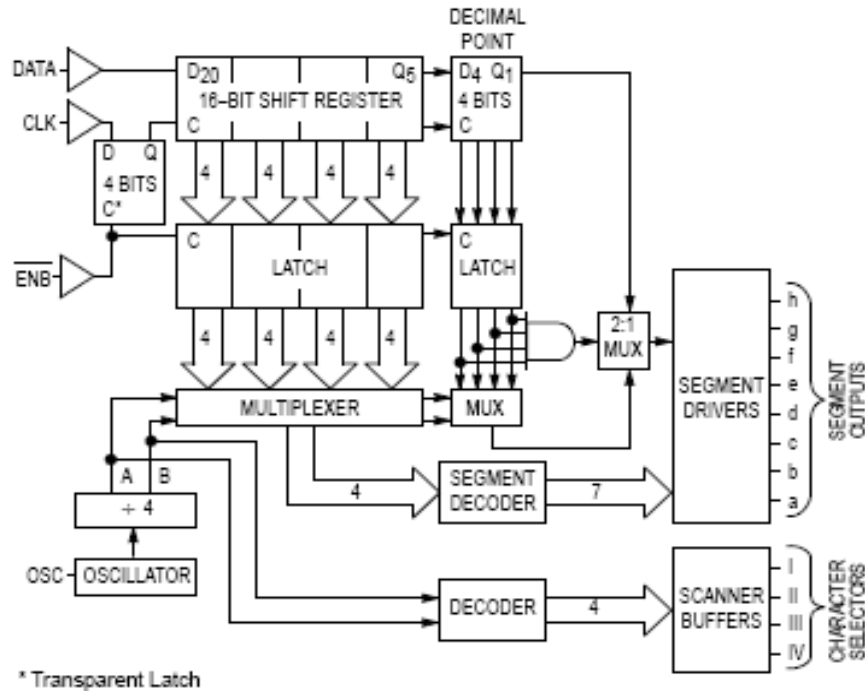 DECIMAL
POINT
DATA
D20 Q5
16–BIT SHIFT REGISTER
C
D4 Q1
4 BITS
C
CLK
D Q
4 BITS
C*
4 4 4 4
ENB
C
LATCH
C
LATCH
4 4 4 4
2:1
MUX
MULTIPLEXER
MUX
A B
÷ 4
OSC
OSCILLATOR
4
SEGMENT
DECODER
7
SEGMENT
DRIVERS
h
g
f
e
d
c
b
a
SEGMENT
OUTPUTS
DECODER
4
SCANNER
BUFFERS
I
II
III
IV
CHARACTER
SELECTORS
* Transparent Latch